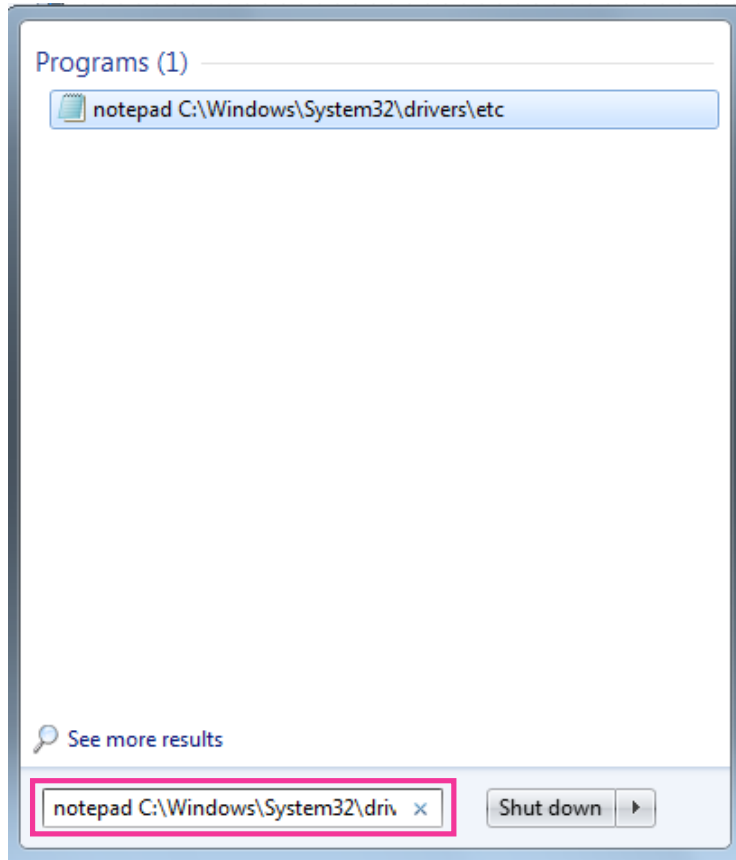 Programs (1)
notepad C:\Windows\System32\drivers\etc
See more results
notepad C:\Windows\System32\driv
Shut down